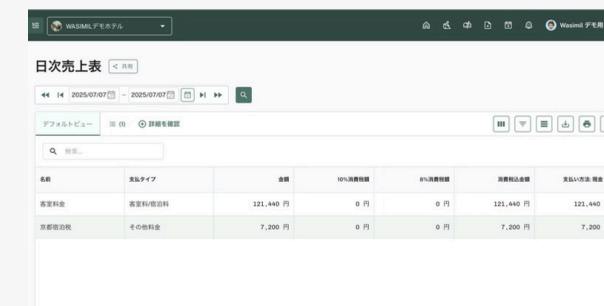 WASIMILデモホテル
Wasimil デモ用
日次売上表
共有
2025/07/07 – 2025/07/07
デフォルトビュー (1) 詳細を確認
検索...
名前 支払タイプ 金額 10%消費税額 8%消費税額 消費税込金額 支払い方法: 現金
客室料金 客室料/宿泊料 121,440 円 0 円 0 円 121,440 円 121,440
京都宿泊税 その他料金 7,200 円 0 円 0 円 7,200 円 7,200